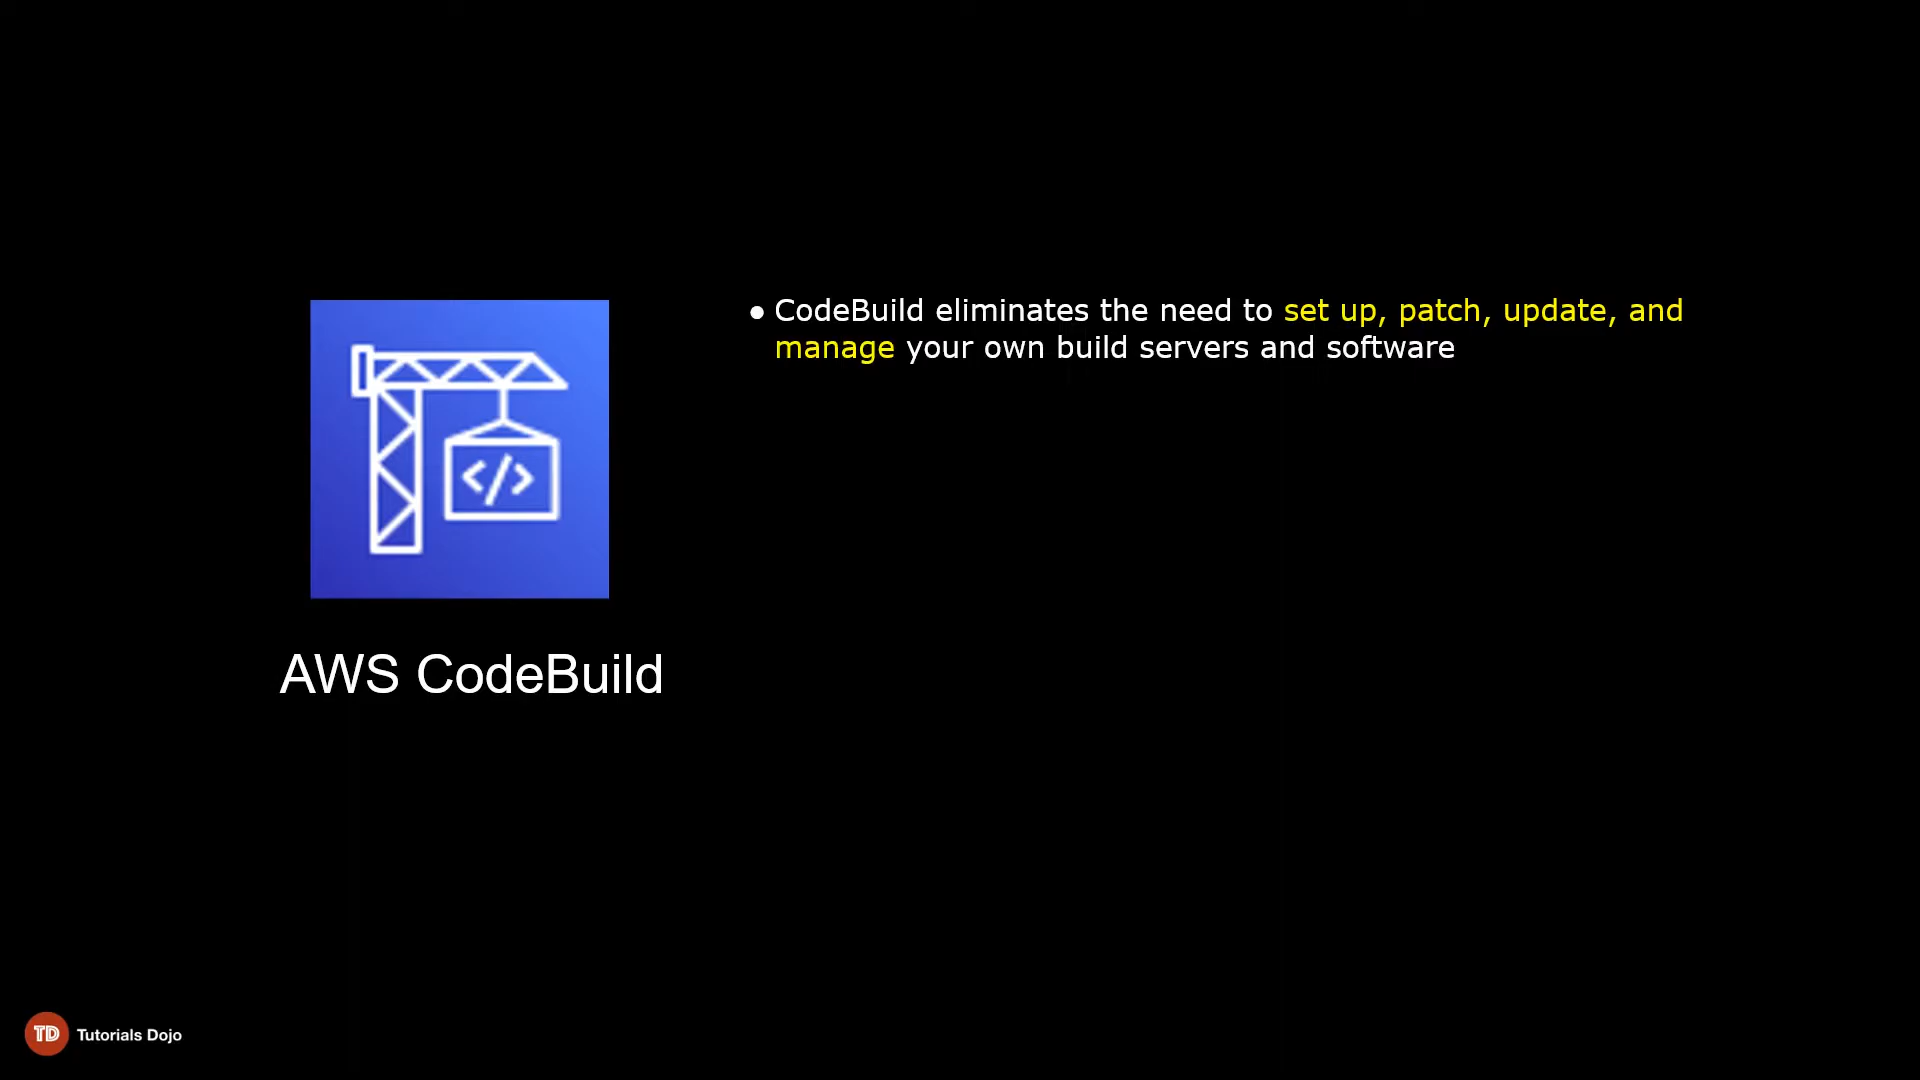 ● CodeBuild eliminates the need to set up, patch, update, and
manage your own build servers and software
</>
AWS CodeBuild
TD Tutorials Dojo